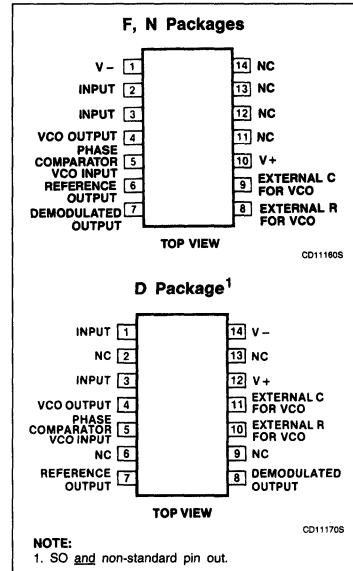 F, N Packages
V- 1 14 NC
INPUT 2 13 NC
INPUT 3 12 NC
VCO OUTPUT 4 11 NC
PHASE
COMPARATOR 5 10 V+
VCO INPUT
REFERENCE 6 9 EXTERNAL C
OUTPUT FOR VCO
DEMODULATED 7 8 EXTERNAL R
OUTPUT FOR VCO
TOP VIEW
CD11160S
D Package1
INPUT 1 14 V-
NC 2 13 NC
INPUT 3 12 V+
VCO OUTPUT 4 11 EXTERNAL C
FOR VCO
PHASE
COMPARATOR 5 10 EXTERNAL R
VCO INPUT FOR VCO
NC 6 9 NC
REFERENCE 7 8 DEMODULATED
OUTPUT OUTPUT
TOP VIEW
CD11170S
NOTE:
1. SO and non-standard pin out.